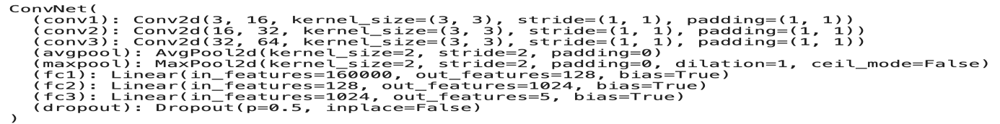 ConvNet(
  (conv1): Conv2d(3, 16, kernel_size=(3, 3), stride=(1, 1), padding=(1, 1))
  (conv2): Conv2d(16, 32, kernel_size=(3, 3), stride=(1, 1), padding=(1, 1))
  (conv3): Conv2d(32, 64, kernel_size=(3, 3), stride=(1, 1), padding=(1, 1))
  (avgpool): AvgPool2d(kernel_size=2, stride=2, padding=0)
  (maxpool): MaxPool2d(kernel_size=2, stride=2, padding=0, dilation=1, ceil_mode=False)
  (fc1): Linear(in_features=160000, out_features=128, bias=True)
  (fc2): Linear(in_features=128, out_features=1024, bias=True)
  (fc3): Linear(in_features=1024, out_features=5, bias=True)
  (dropout): Dropout(p=0.5, inplace=False)
)